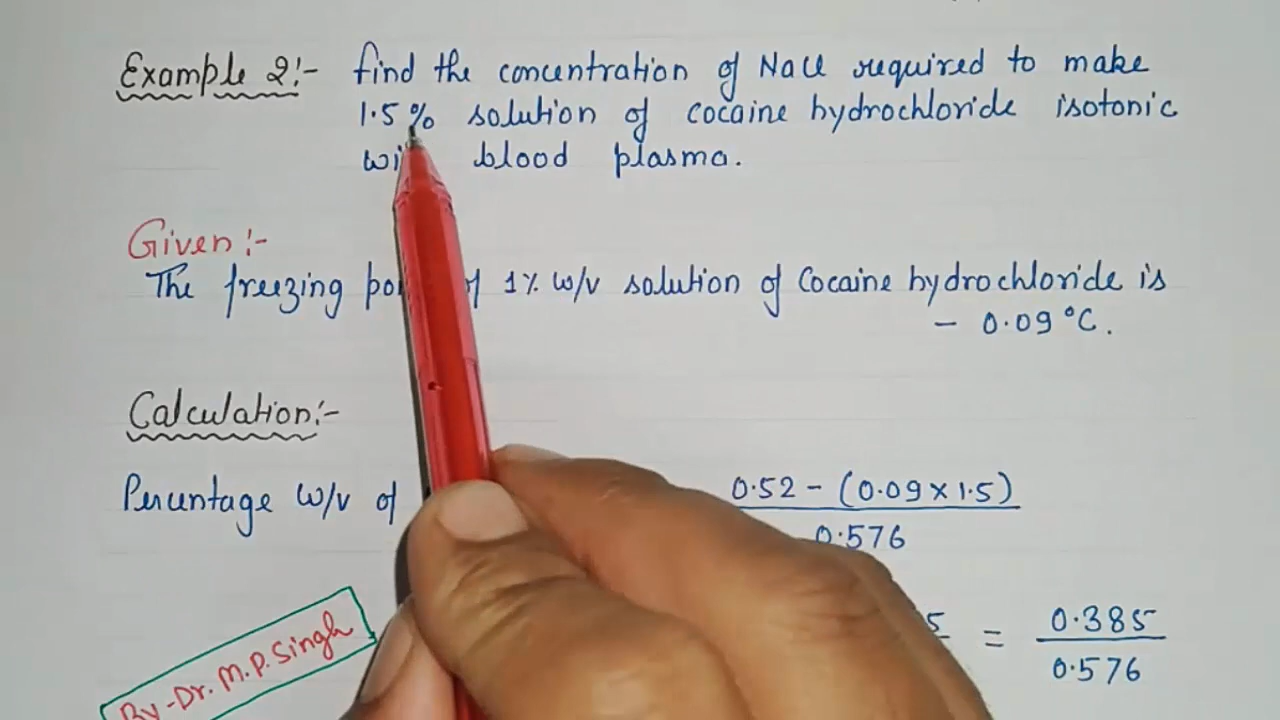 Example 2:- find the concentration of NaCl required to make
1.5% solution of cocaine hydrochloride isotonic
blood plasma.
Given:-
The freezing of 1% w/v solution of Cocaine hydrochloride is
- 0.09 °C.
Calculation:-
Percentage w/v of 0.52 - (0.09 x 1.5)
0.576
= 0.385
0.576
By-Dr. M.P. Singh